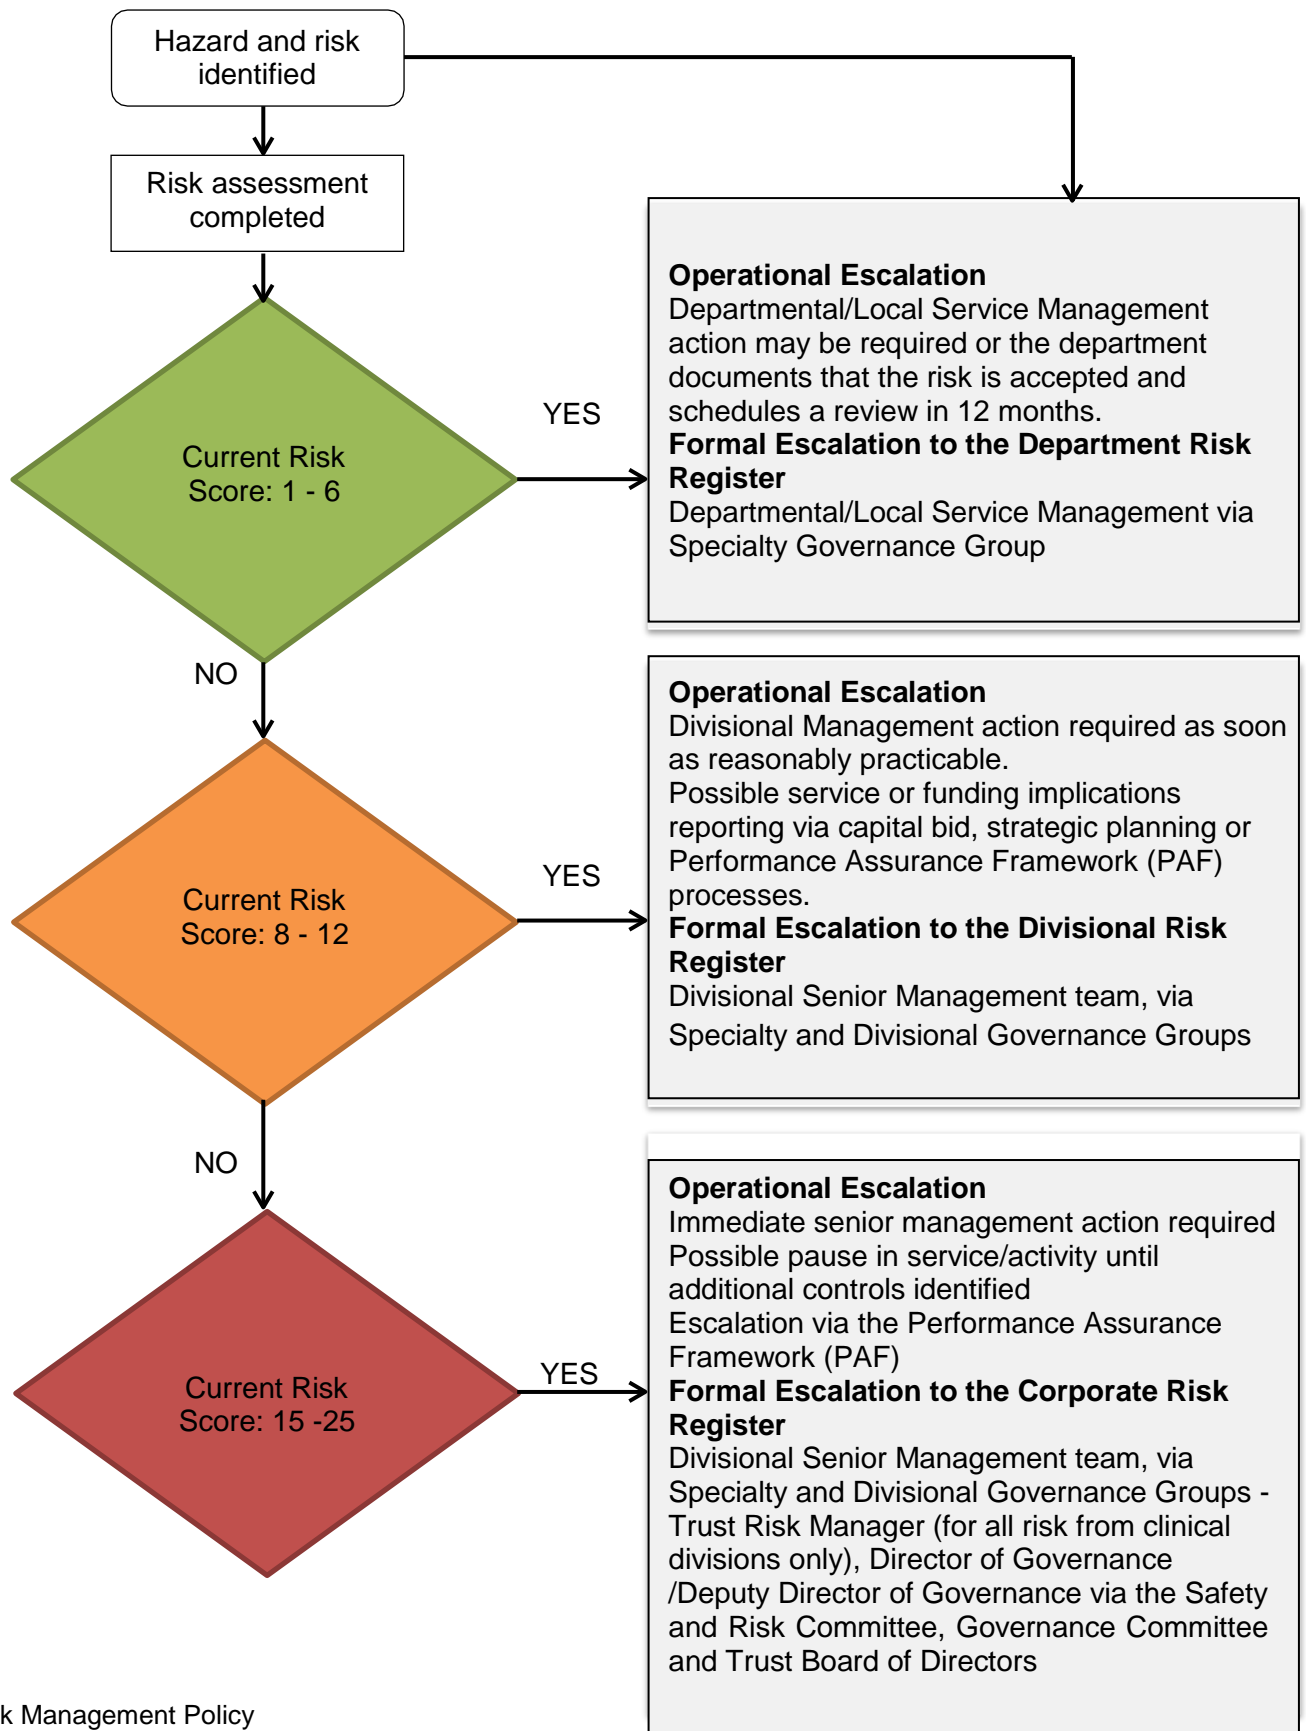 Hazard and risk
identified
Risk assessment
completed
Operational Escalation
Departmental/Local Service Management
action may be required or the department
documents that the risk is accepted and
schedules a review in 12 months.
Formal Escalation to the Department Risk
Register
Departmental/Local Service Management via
Specialty Governance Group
YES
Current Risk
Score: 1 - 6
NO
Operational Escalation
Divisional Management action required as soon
as reasonably practicable.
Possible service or funding implications
reporting via capital bid, strategic planning or
Performance Assurance Framework (PAF)
processes.
Formal Escalation to the Divisional Risk
Register
Divisional Senior Management team, via
Specialty and Divisional Governance Groups
YES
Current Risk
Score: 8 - 12
NO
Operational Escalation
Immediate senior management action required
Possible pause in service/activity until
additional controls identified
Escalation via the Performance Assurance
Framework (PAF)
Formal Escalation to the Corporate Risk
Register
Divisional Senior Management team, via
Specialty and Divisional Governance Groups -
Trust Risk Manager (for all risk from clinical
divisions only), Director of Governance
/Deputy Director of Governance via the Safety
and Risk Committee, Governance Committee
and Trust Board of Directors
YES
Current Risk
Score: 15 -25
k Management Policy